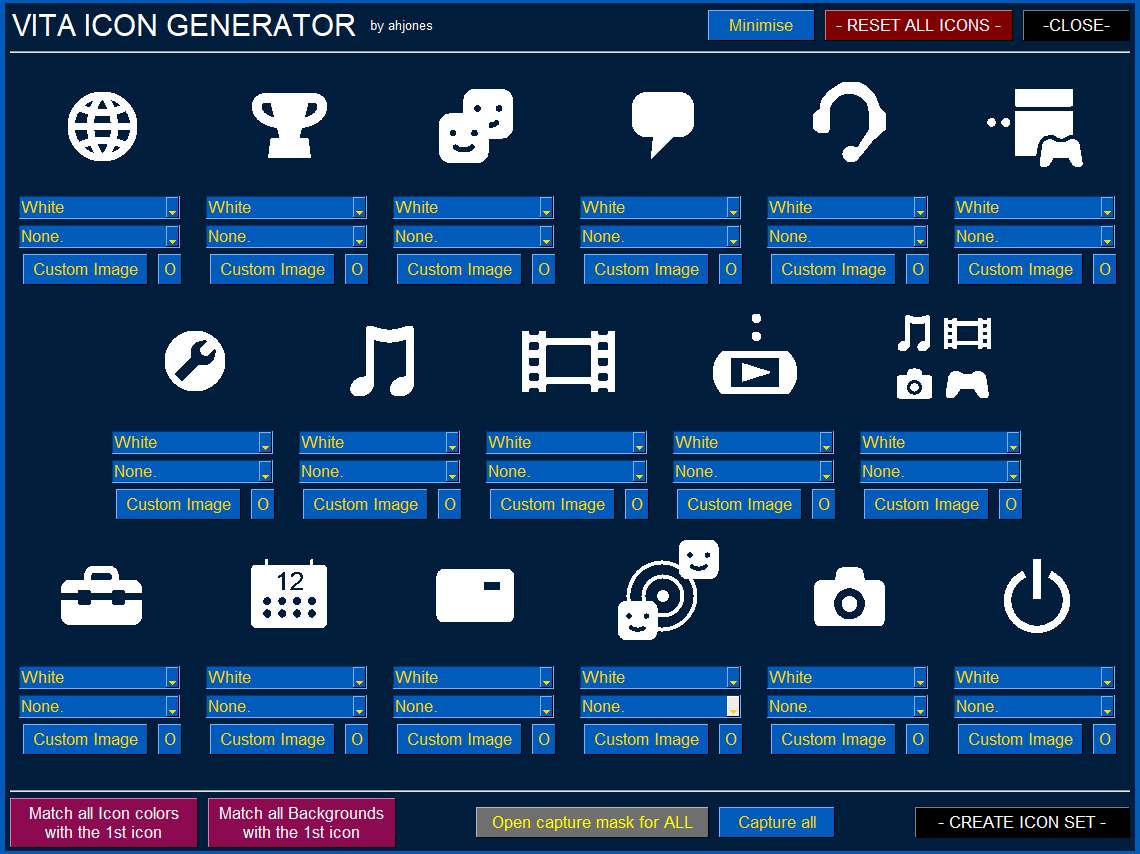 VITA ICON GENERATOR by ahjones Minimise - RESET ALL ICONS - -CLOSE-
White White White White White White
None. None. None. None. None. None.
Custom Image O Custom Image O Custom Image O Custom Image O Custom Image O Custom Image O
White White White White White
None. None. None. None. None.
Custom Image O Custom Image O Custom Image O Custom Image O Custom Image O
12
White White White White White White
None. None. None. None. None. None.
Custom Image O Custom Image O Custom Image O Custom Image O Custom Image O Custom Image O
Match all Icon colors
with the 1st icon
Match all Backgrounds
with the 1st icon
Open capture mask for ALL Capture all - CREATE ICON SET -